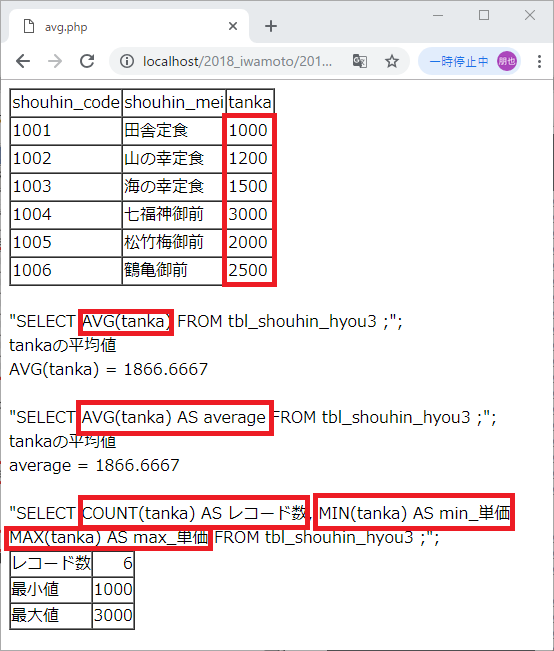 avg.php
localhost/2018_iwamoto/201...
一時停止中 朋也
shouhin_code shouhin_mei tanka
1001 田舎定食 1000
1002 山の幸定食 1200
1003 海の幸定食 1500
1004 七福神御前 3000
1005 松竹梅御前 2000
1006 鶴亀御前 2500
"SELECT AVG(tanka) FROM tbl_shouhin_hyou3 ;";
tankaの平均値
AVG(tanka) = 1866.6667
"SELECT AVG(tanka) AS average FROM tbl_shouhin_hyou3 ;";
tankaの平均値
average = 1866.6667
"SELECT COUNT(tanka) AS レコード数, MIN(tanka) AS min_単価
MAX(tanka) AS max_単価 FROM tbl_shouhin_hyou3 ;";
レコード数 6
最小値 1000
最大値 3000